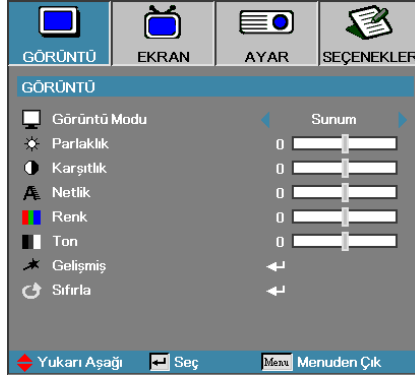 GÖRÜNTÜ EKRAN AYAR SEÇENEKLER
GÖRÜNTÜ
Görüntü Modu Sunum
Parlaklık 0
Karşıtlık 0
Netlik 0
Renk 0
Ton 0
Gelişmiş
Sıfırla
Yukarı Aşağı Seç Menu Menuden Çık